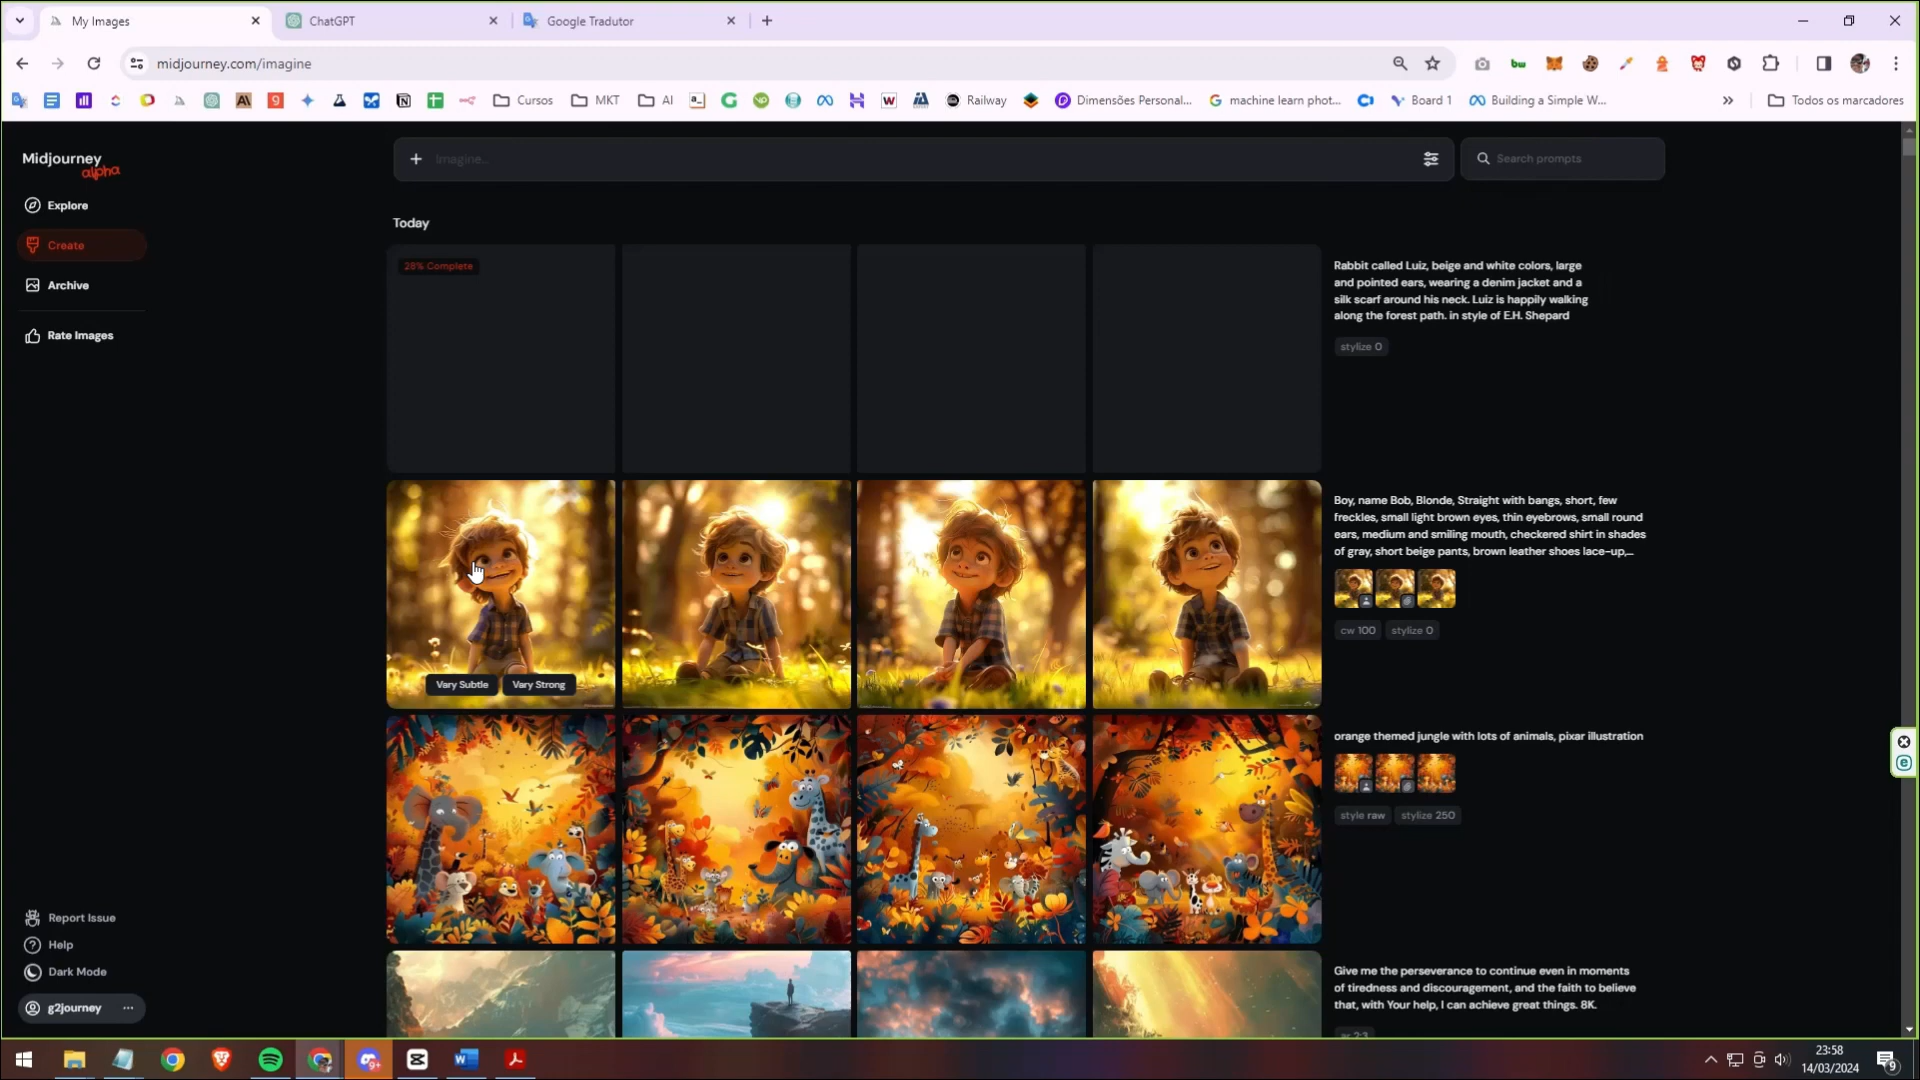 My Images
ChatGPT
Google Tradutor
midjourney.com/imagine
Cursos
MKT
AI
Railway
Dimensões Personal...
machine learn phot...
Board 1
Building a Simple W...
Todos os marcadores
Midjourney
alpha
Imagine...
Search prompts
Explore
Create
Archive
Rate Images
Today
28% Complete
Rabbit called Luiz, beige and white colors, large
and pointed ears, wearing a denim jacket and a
silk scarf around his neck. Luiz is happily walking
along the forest path. in style of E.H. Shepard
stylize 0
Vary Subtle
Vary Strong
Boy, name Bob, Blonde, Straight with bangs, short, few
freckles, small light brown eyes, thin eyebrows, small round
ears, medium and smiling mouth, checkered shirt in shades
of gray, short beige pants, brown leather shoes lace-up,...
cw 100
stylize 0
orange themed jungle with lots of animals, pixar illustration
style raw
stylize 250
Give me the perseverance to continue even in moments
of tiredness and discouragement, and the faith to believe
that, with Your help, I can achieve great things. 8K.
ar 2:3
Report Issue
Help
Dark Mode
g2journey
23:58
14/03/2024
9